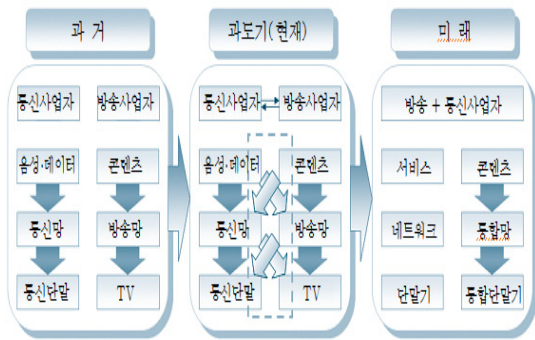 과 거
통신사업자 방송사업자
음성·데이터 콘텐츠
통신망 방송망
통신단말 TV
과도기(현재)
통신사업자 방송사업자
음성·데이터 콘텐츠
통신망 방송망
통신단말 TV
미 래
방송 + 통신사업자
서비스 콘텐츠
네트워크 통합망
단말기 통합단말기